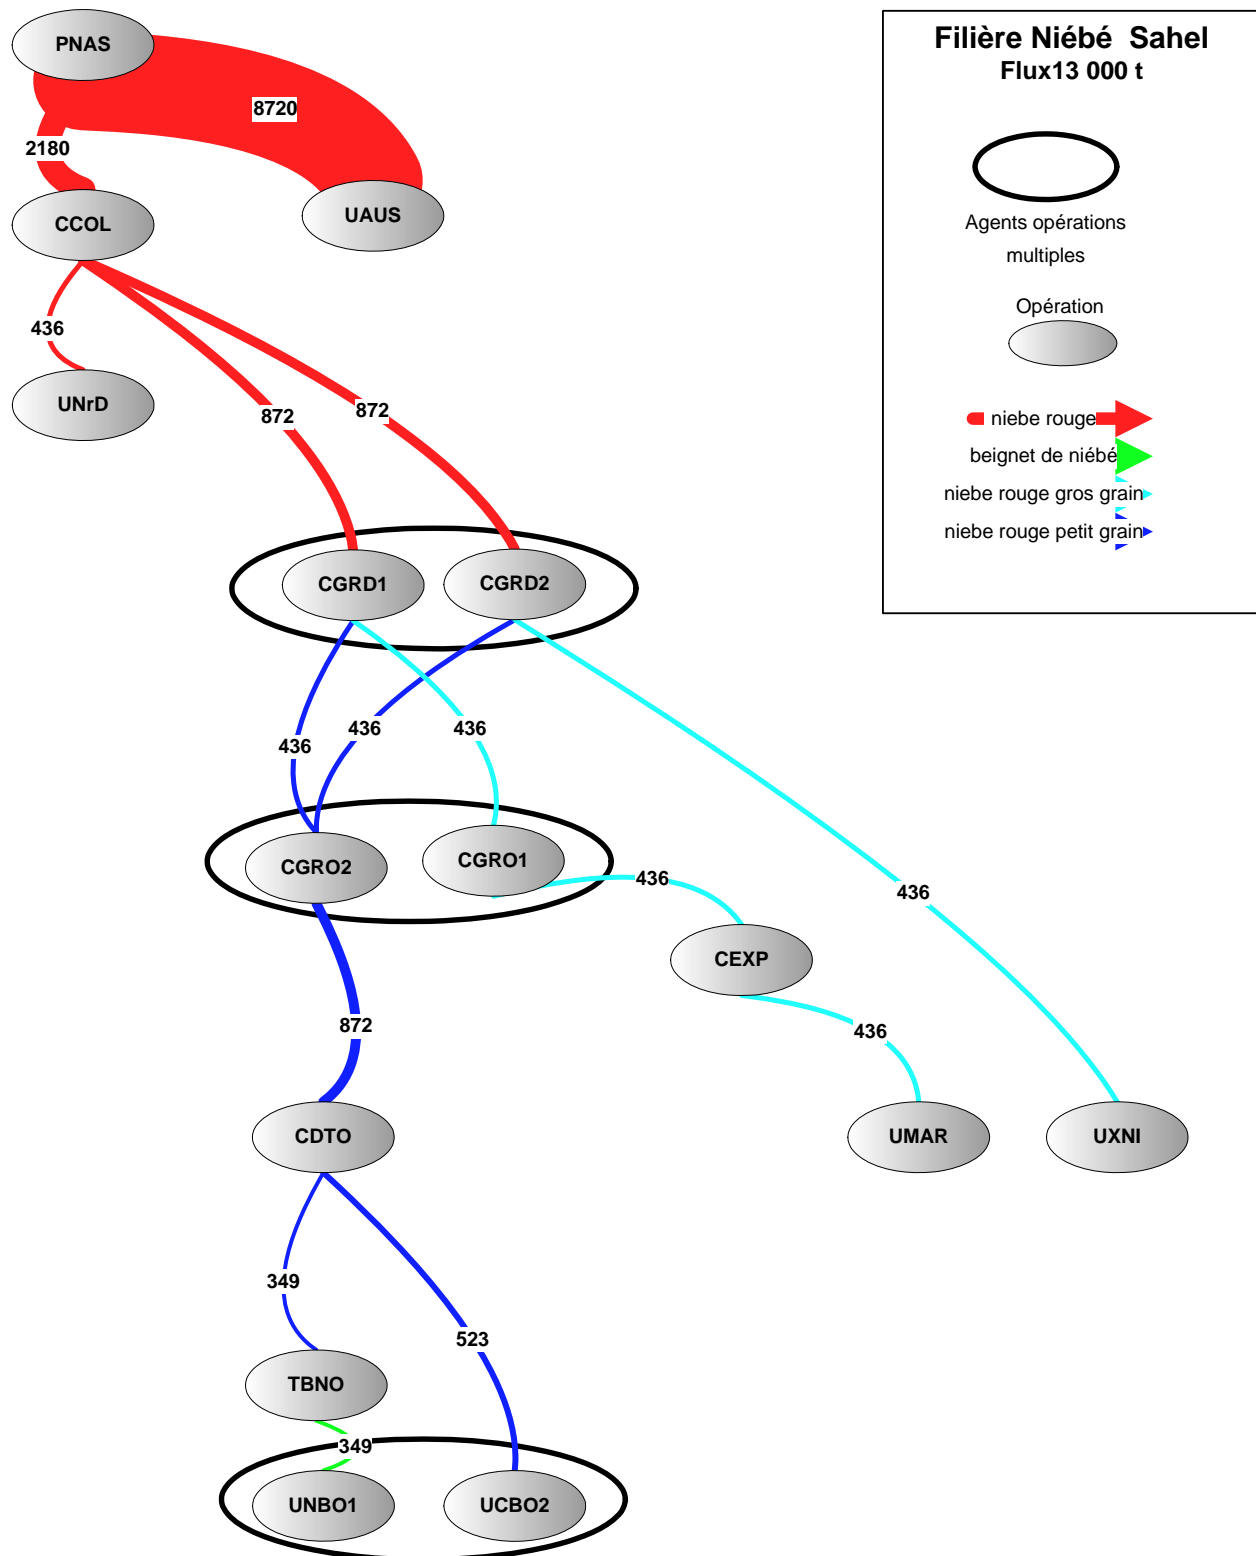 PNAS
8720
2180
CCOL
UAUS
436
UNrD
872
872
CGRD1
CGRD2
436
436
436
CGRO2
CGRO1
436
436
CEXP
872
436
CDTO
UMAR
UXNI
349
523
TBNO
349
UNBO1
UCBO2
Filière Niébé Sahel
Flux13 000 t
Agents opérations
multiples
Opération
niebe rouge
beignet de niébé
niebe rouge gros grain
niebe rouge petit grain